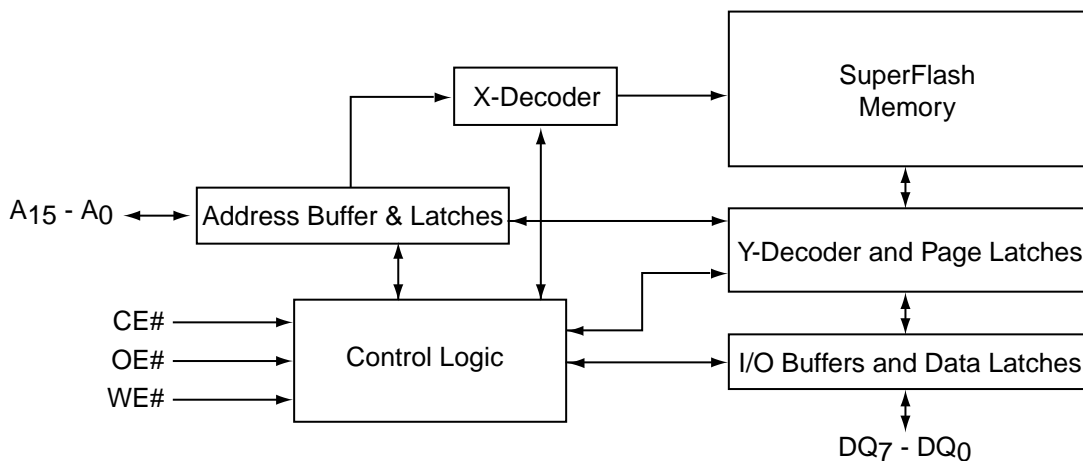 SuperFlash
Memory
X-Decoder
A15 - A0
Address Buffer & Latches
Y-Decoder and Page Latches
CE#
OE#
WE#
Control Logic
I/O Buffers and Data Latches
DQ7 - DQ0